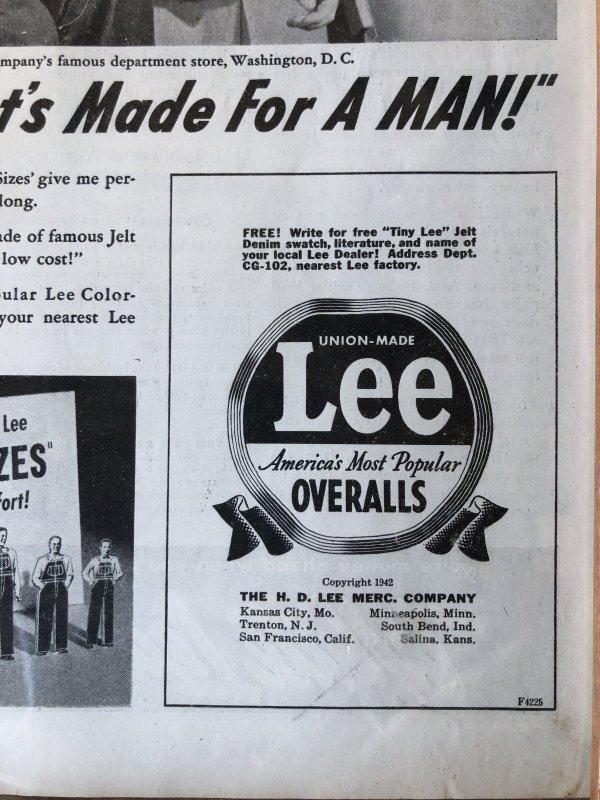 mpany's famous department store, Washington, D. C.
t's Made For A MAN!"
Sizes' give me per-
long.
ade of famous Jelt
low cost!"
pular Lee Color-
your nearest Lee
Lee
ZES"
fort!
FREE! Write for free "Tiny Lee" Jelt
Denim swatch, literature, and name of
your local Lee Dealer! Address Dept.
CG-102, nearest Lee factory.
UNION-MADE
Lee
America's Most Popular
OVERALLS
Copyright 1942
THE H. D. LEE MERC. COMPANY
Kansas City, Mo. Minneapolis, Minn.
Trenton, N. J. South Bend, Ind.
San Francisco, Calif. Salina, Kans.
F4225